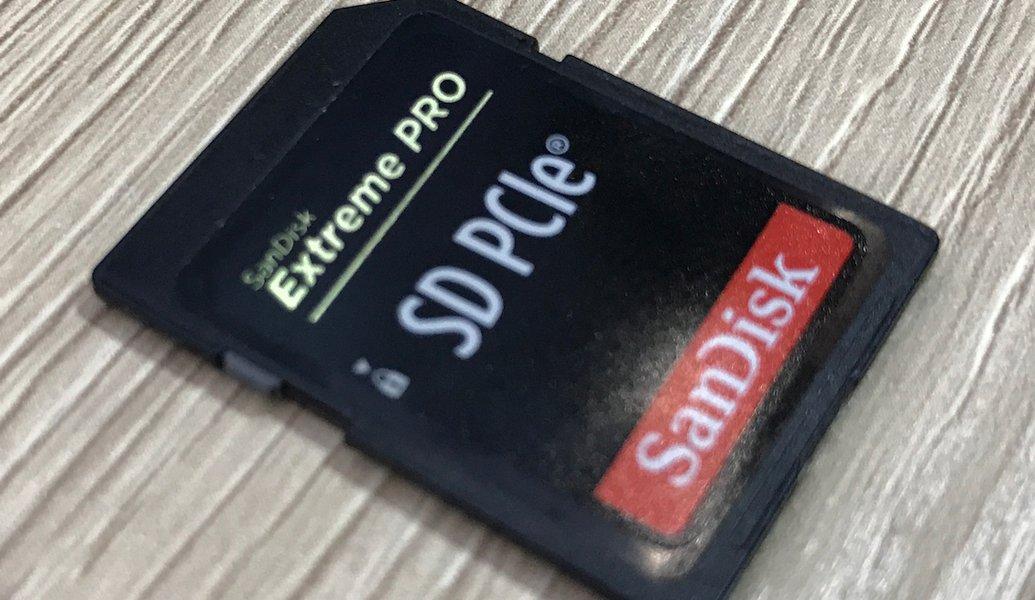 SanDisk
Extreme PRO
SD PCIe®
SanDisk